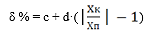 δ % = c + d·(|Xк/Xп| − 1)